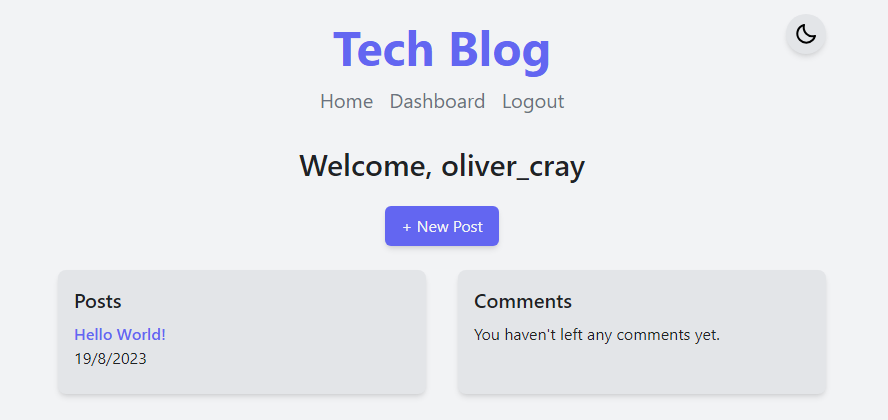 Tech Blog
Home Dashboard Logout
Welcome, oliver_cray
+ New Post
Posts
Hello World!
19/8/2023
Comments
You haven't left any comments yet.